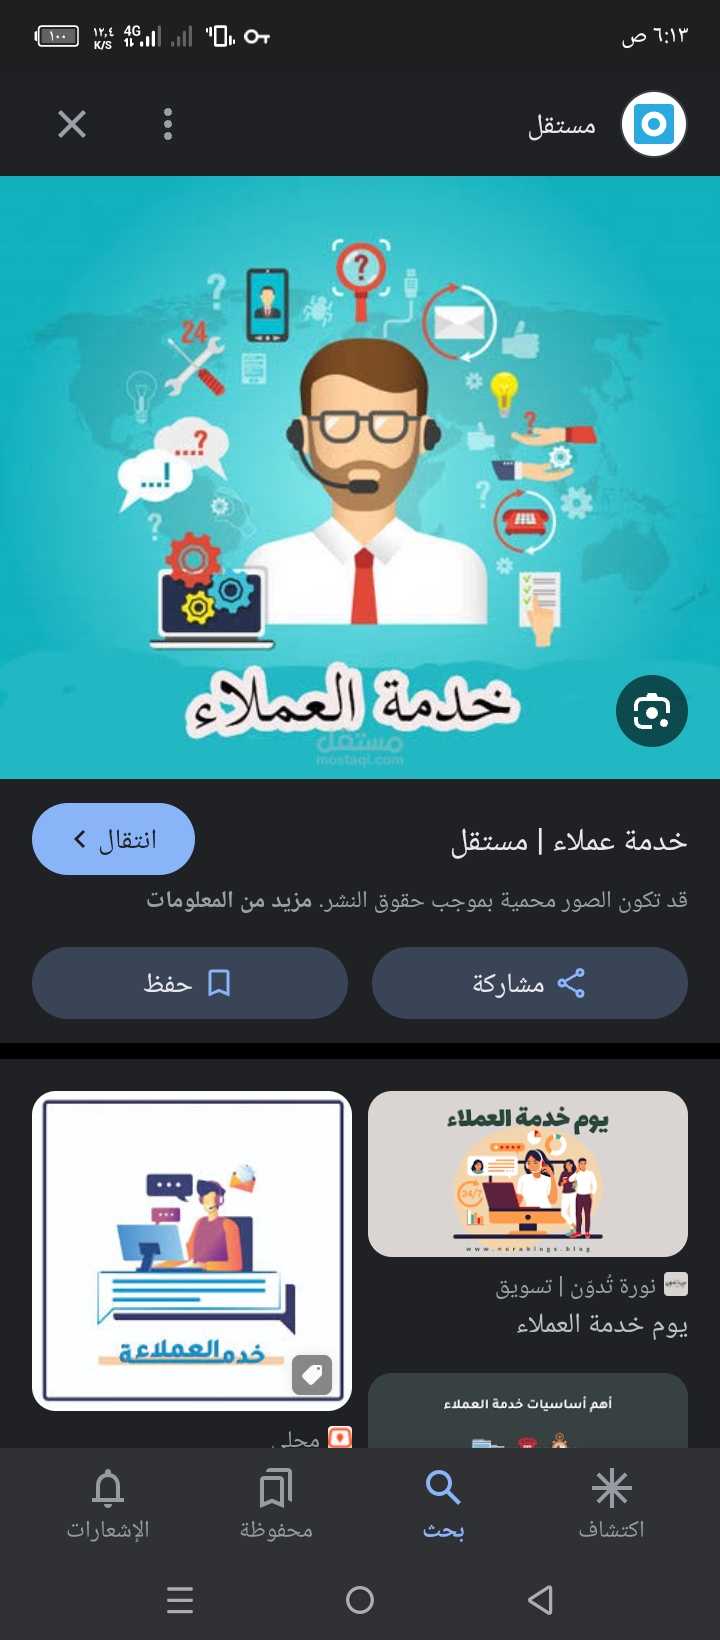 ٦:١٣ ص
4G
١٢,٤
K/S
١٠٠
مستقل
?
?
24
...?
...!
?
?
?
خدمة العملاء
مستقل
mostaql.com
خدمة عملاء | مستقل
انتقال
قد تكون الصور محمية بموجب حقوق النشر. مزيد من المعلومات
مشاركة
حفظ
يوم خدمة العملاء
24/7
www.norablogs.blog
نورة تُدوّن | تسويق
يوم خدمة العملاء
أهم أساسيات خدمة العملاء
محلي
اكتشاف
بحث
محفوظة
الإشعارات